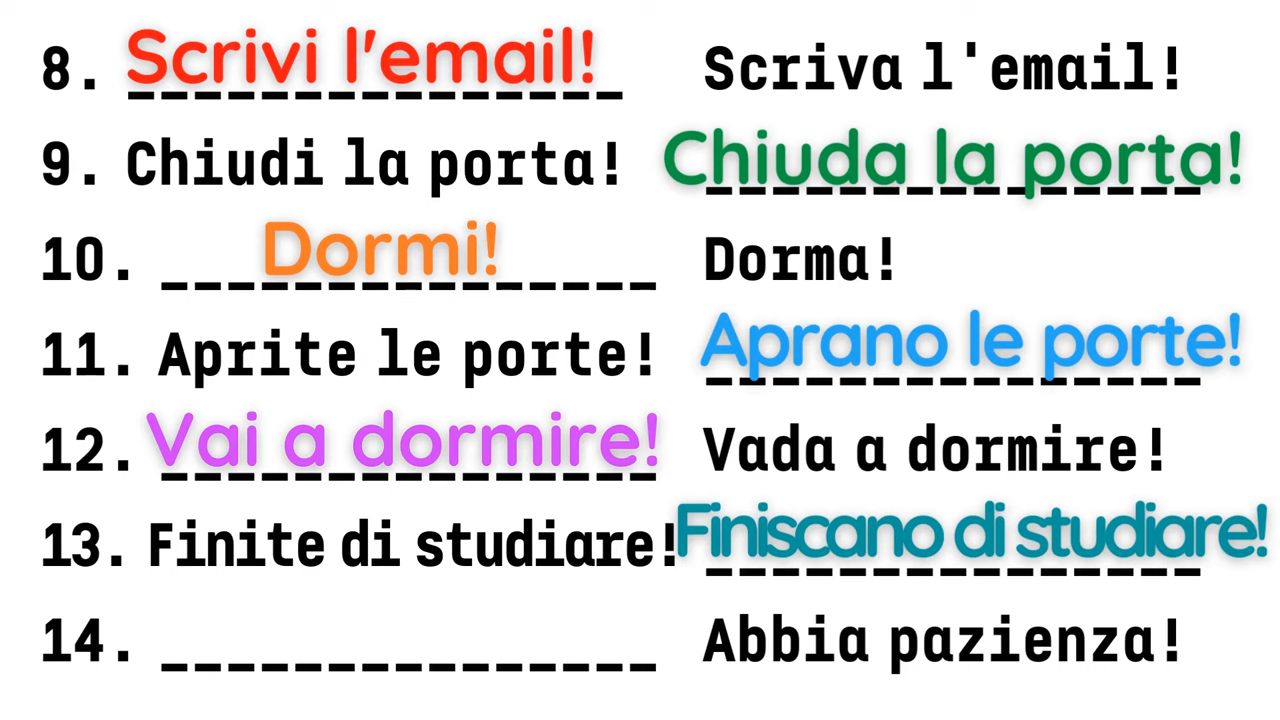 8. Scrivi l'email! Scriva l'email!
9. Chiudi la porta! Chiuda la porta!
10. Dormi! Dorma!
11. Aprite le porte! Aprano le porte!
12. Vai a dormire! Vada a dormire!
13. Finite di studiare! Finiscano di studiare!
14. _______________ Abbia pazienza!